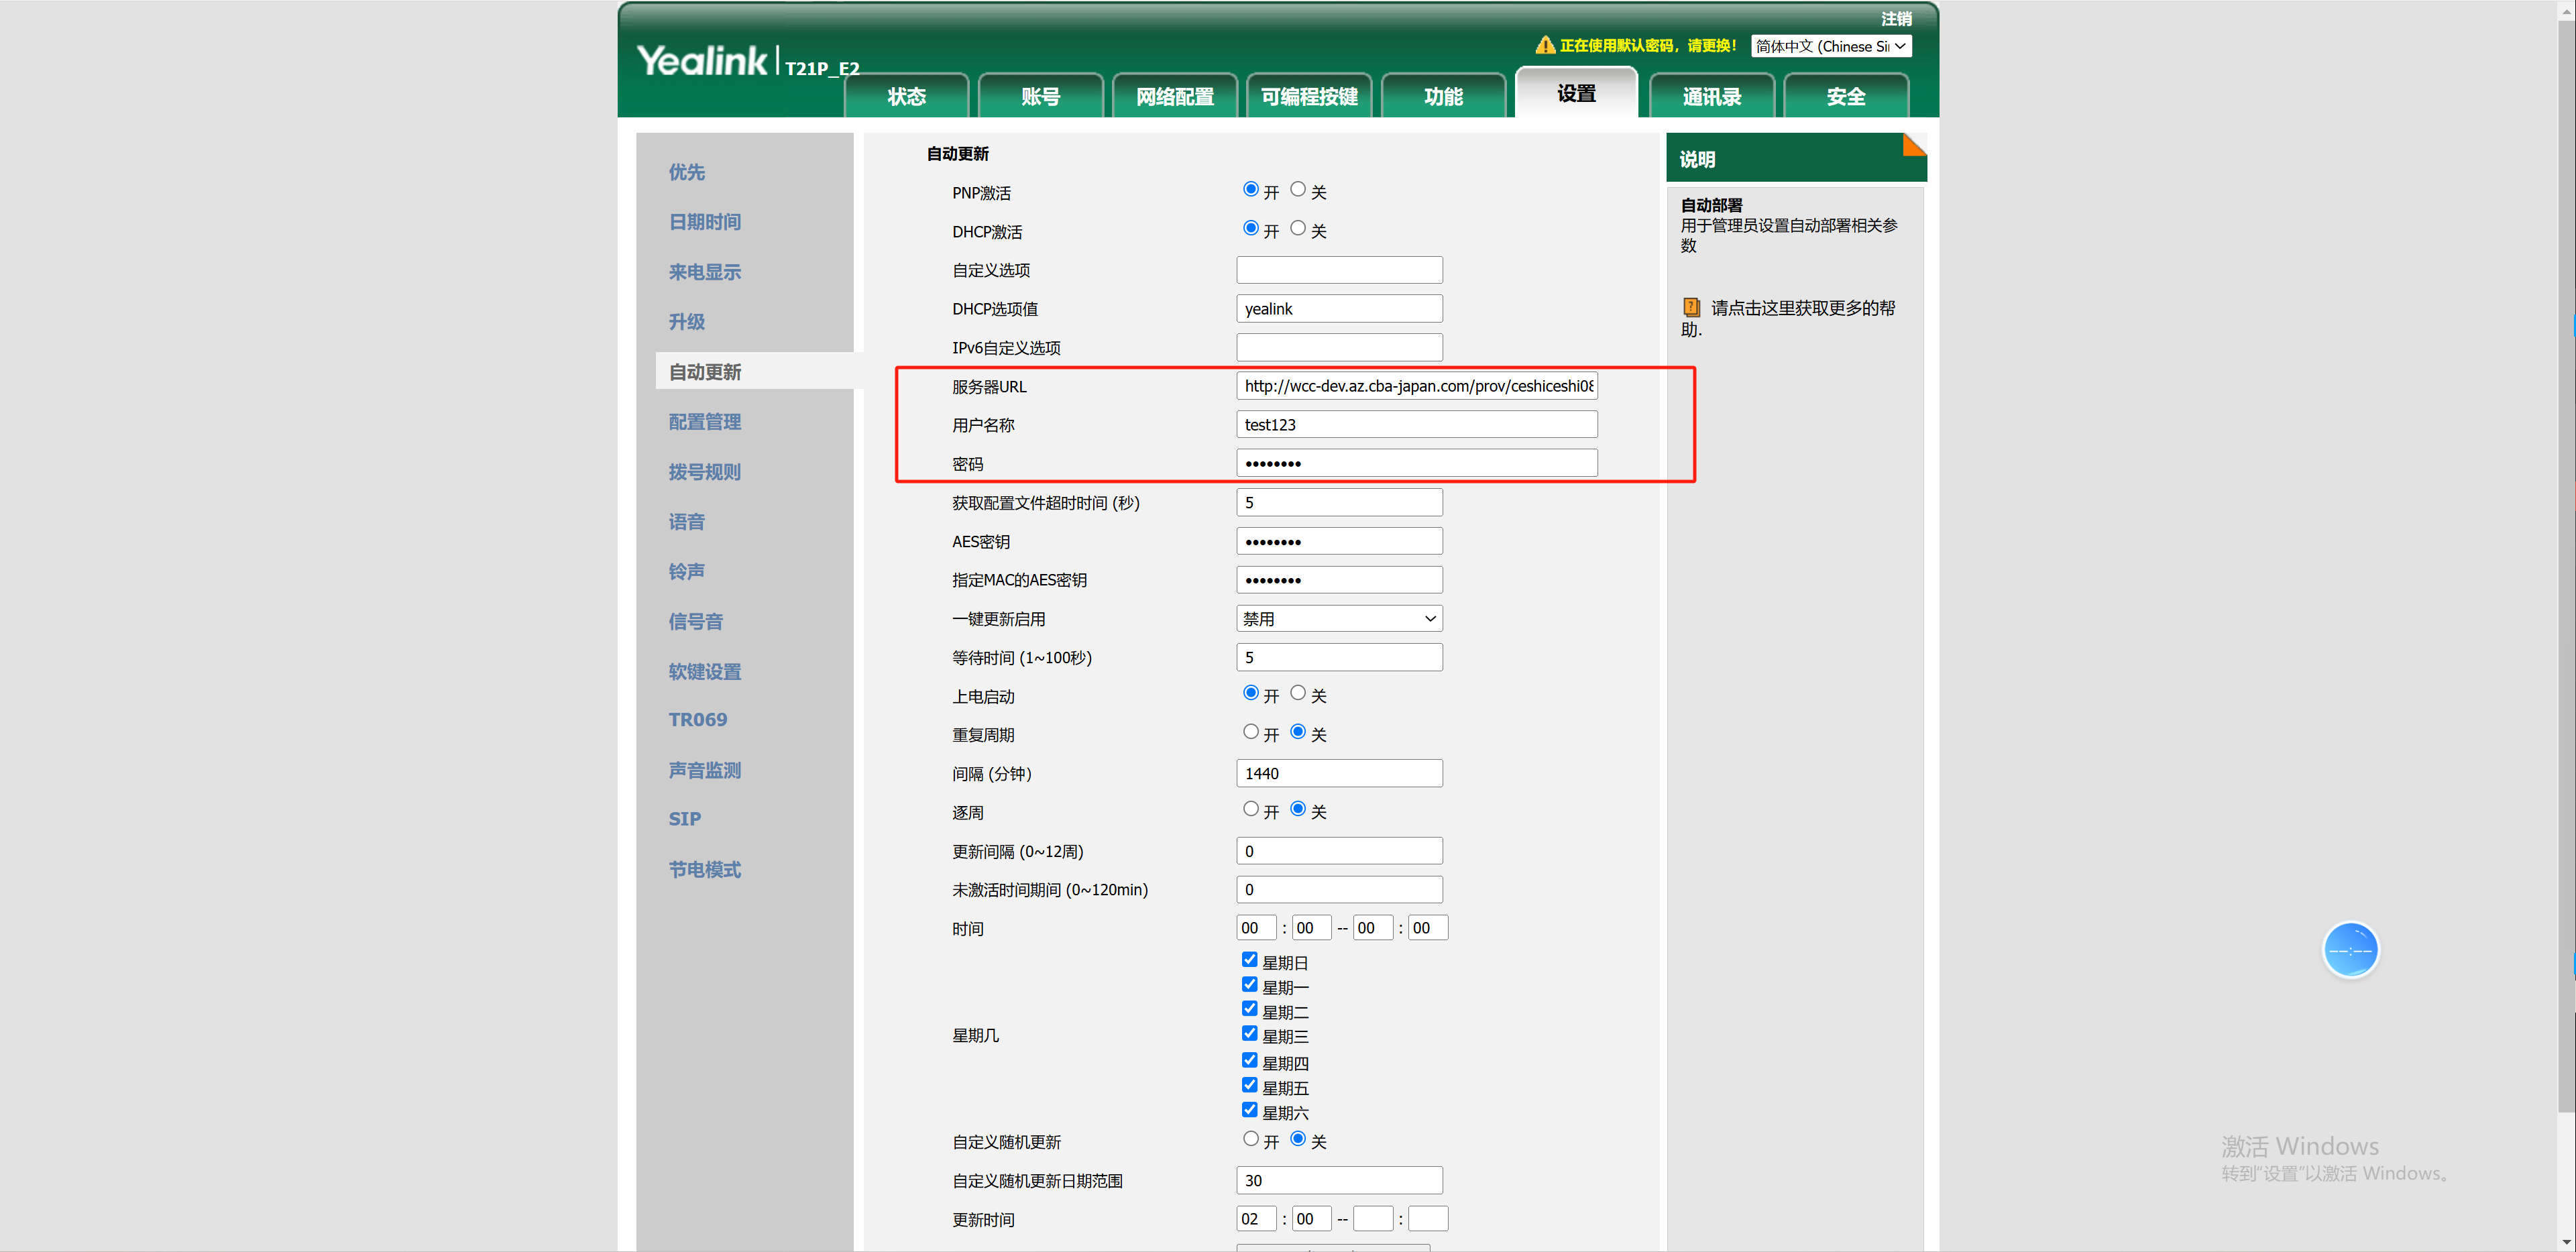 注销
正在使用默认密码，请更换！
简体中文 (Chinese Si
Yealink T21P_E2
状态
账号
网络配置
可编程按键
功能
设置
通讯录
安全
优先
日期时间
来电显示
升级
自动更新
配置管理
拨号规则
语音
铃声
信号音
软键设置
TR069
声音监测
SIP
节电模式
自动更新
PNP激活 开 关
DHCP激活 开 关
自定义选项
DHCP选项值 yealink
IPv6自定义选项
服务器URL http://wcc-dev.az.cba-japan.com/prov/ceshiceshi08
用户名称 test123
密码 ••••••••
获取配置文件超时时间 (秒) 5
AES密钥 ••••••••
指定MAC的AES密钥 ••••••••
一键更新启用 禁用
等待时间 (1~100秒) 5
上电启动 开 关
重复周期 开 关
间隔 (分钟) 1440
逐周 开 关
更新间隔 (0~12周) 0
未激活时间期间 (0~120min) 0
时间 00 : 00 -- 00 : 00
星期几
星期日
星期一
星期二
星期三
星期四
星期五
星期六
自定义随机更新 开 关
自定义随机更新日期范围 30
更新时间 02 : 00 -- :
说明
自动部署
用于管理员设置自动部署相关参
数
请点击这里获取更多的帮
助.
激活 Windows
转到"设置"以激活 Windows。